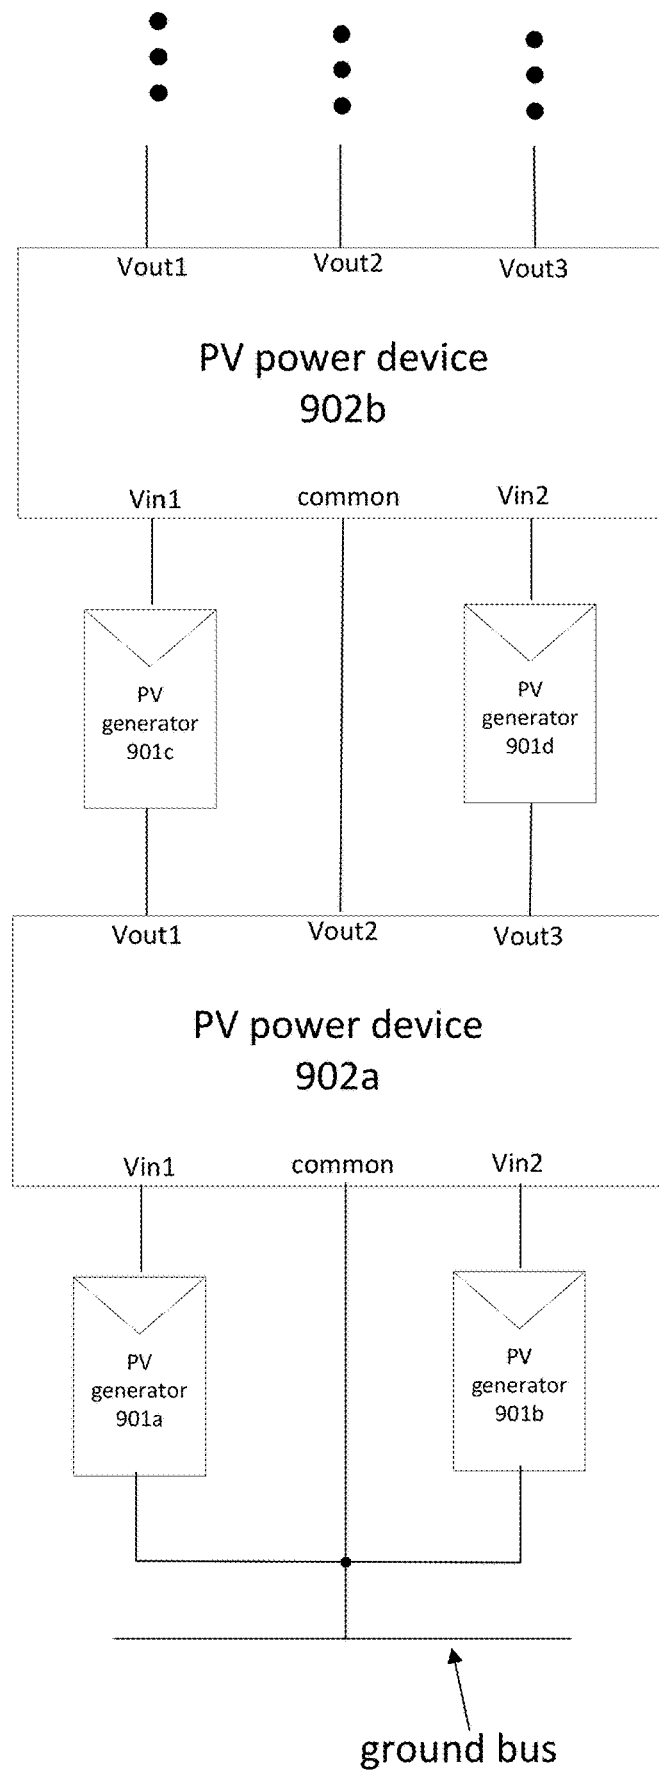 Vout1 Vout2 Vout3
PV power device
902b
Vin1 common Vin2
PV
generator
901c
PV
generator
901d
Vout1 Vout2 Vout3
PV power device
902a
Vin1 common Vin2
PV
generator
901a
PV
generator
901b
ground bus